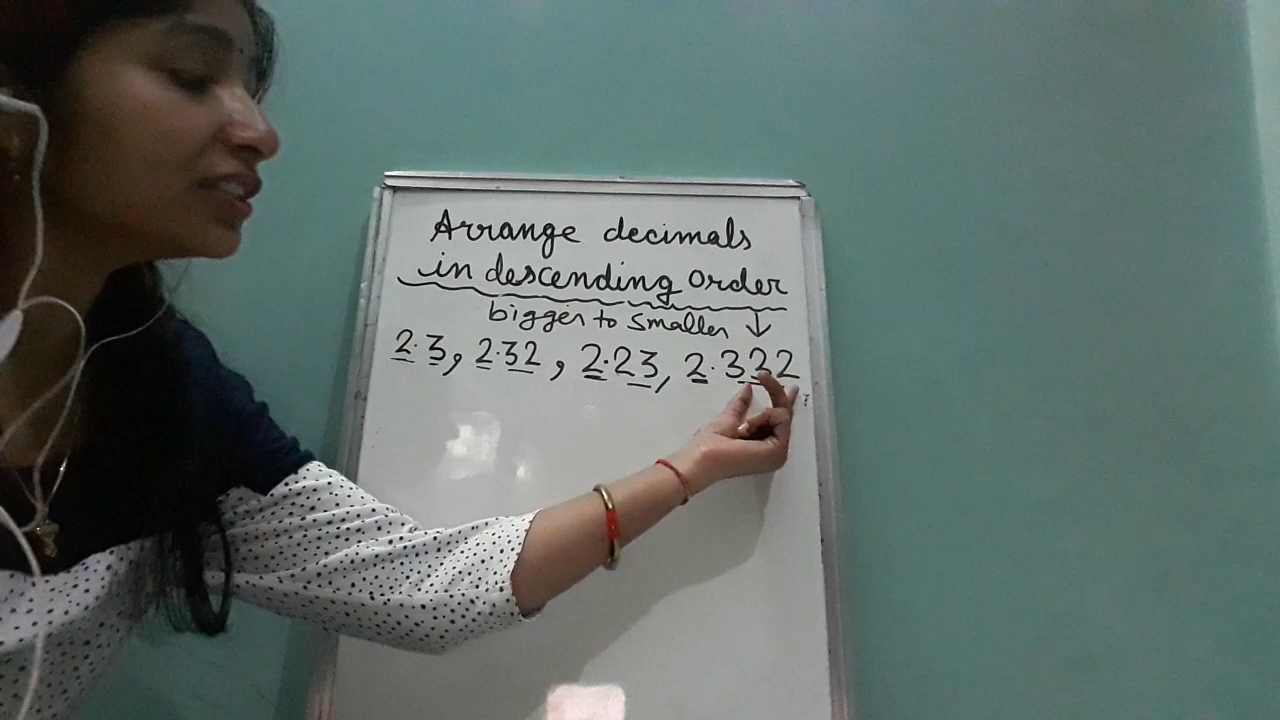 Arrange decimals
in descending order
bigger to smaller ↓
2.3, 2.32, 2.23, 2.322